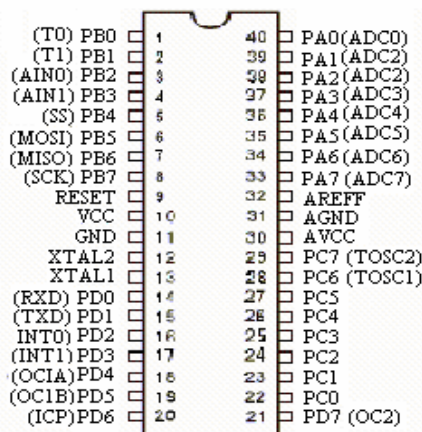 (T0) PB0 1 40 PA0(ADC0)
(T1) PB1 2 39 PA1(ADC2)
(AIN0) PB2 3 38 PA2(ADC2)
(AIN1) PB3 4 37 PA3(ADC3)
(SS) PB4 5 36 PA4(ADC4)
(MOSI) PB5 6 35 PA5(ADC5)
(MISO) PB6 7 34 PA6(ADC6)
(SCK) PB7 8 33 PA7(ADC7)
RESET 9 32 AREFF
VCC 10 31 AGND
GND 11 30 AVCC
XTAL2 12 29 PC7 (TOSC2)
XTAL1 13 28 PC6 (TOSC1)
(RXD) PD0 14 27 PC5
(TXD) PD1 15 26 PC4
INT0) PD2 16 25 PC3
(INT1) PD3 17 24 PC2
(OCIA)PD4 18 23 PC1
(OC1B)PD5 19 22 PC0
(ICP)PD6 20 21 PD7 (OC2)